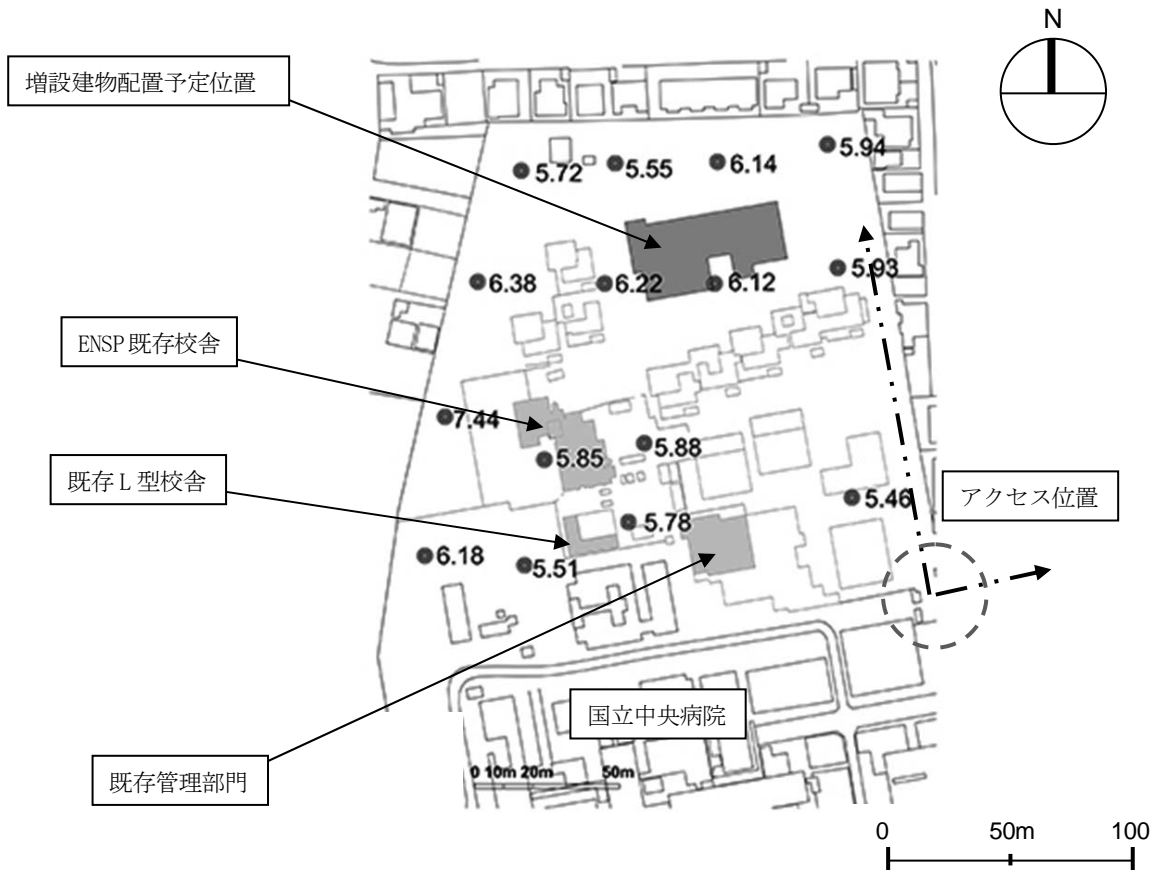 N
増設建物配置予定位置
5.72
5.55
6.14
5.94
6.38
6.22
6.12
5.93
ENSP 既存校舎
7.44
5.85
5.88
既存 L 型校舎
5.46
アクセス位置
5.78
6.18
5.51
国立中央病院
既存管理部門
0 10m 20m 50m
0 50m 100